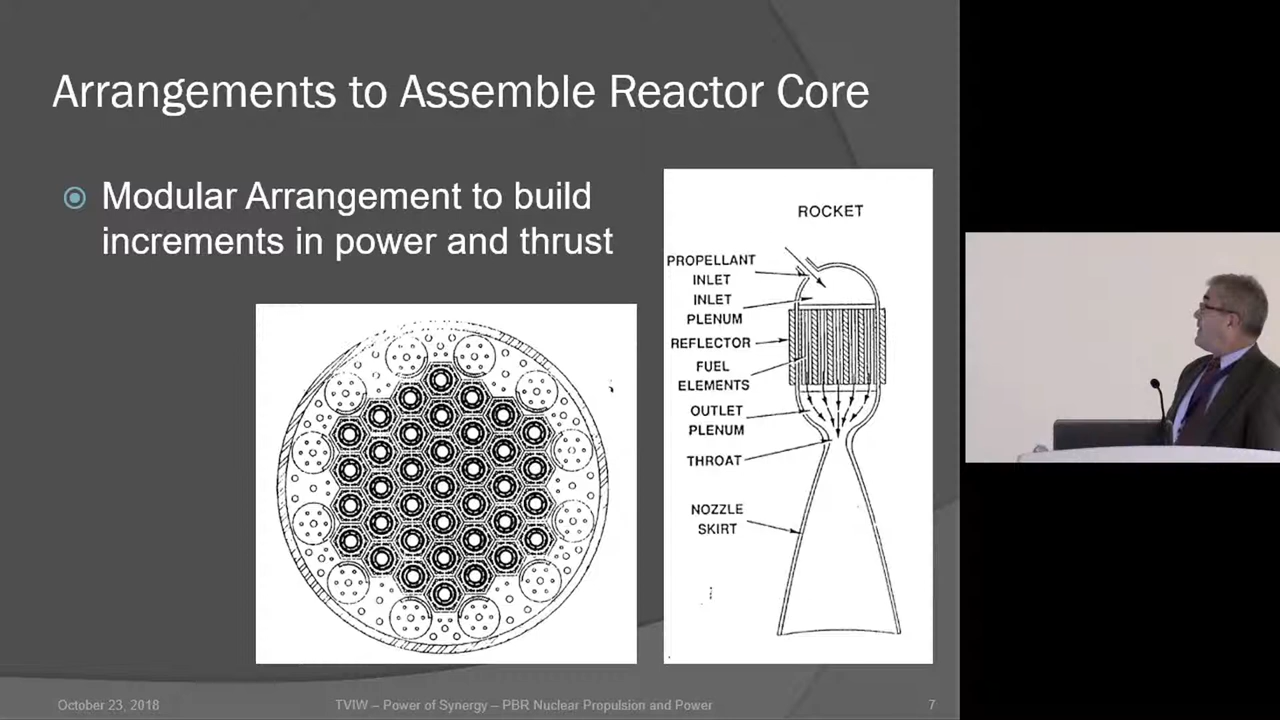 Arrangements to Assemble Reactor Core
Modular Arrangement to build
increments in power and thrust
ROCKET
PROPELLANT
INLET
INLET
PLENUM
REFLECTOR
FUEL
ELEMENTS
OUTLET
PLENUM
THROAT
NOZZLE
SKIRT
October 23, 2018
TVIW – Power of Synergy – PBR Nuclear Propulsion and Power
7